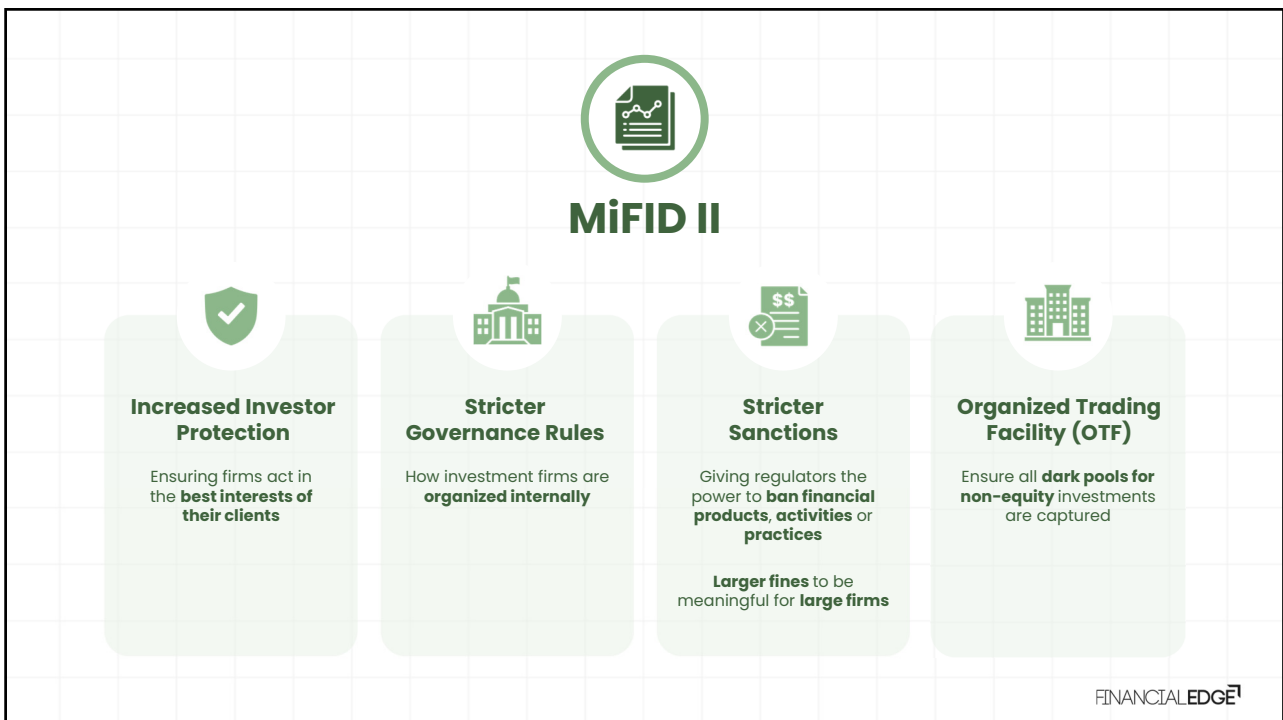 MiFID II
Increased Investor
Protection
Ensuring firms act in
the best interests of
their clients
Stricter
Governance Rules
How investment firms are
organized internally
$$
Stricter
Sanctions
Giving regulators the
power to ban financial
products, activities or
practices
Larger fines to be
meaningful for large firms
Organized Trading
Facility (OTF)
Ensure all dark pools for
non-equity investments
are captured
FINANCIALEDGE